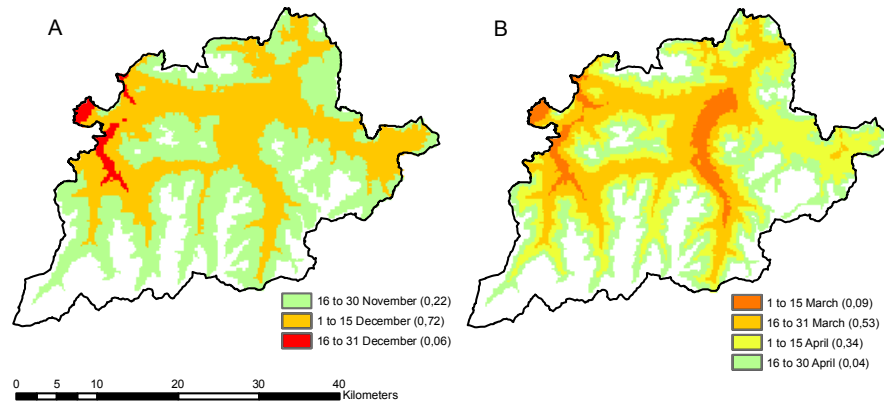 A
B
16 to 30 November (0,22)
1 to 15 December (0,72)
16 to 31 December (0,06)
1 to 15 March (0,09)
16 to 31 March (0,53)
1 to 15 April (0,34)
16 to 30 April (0,04)
0 5 10 20 30 40
Kilometers